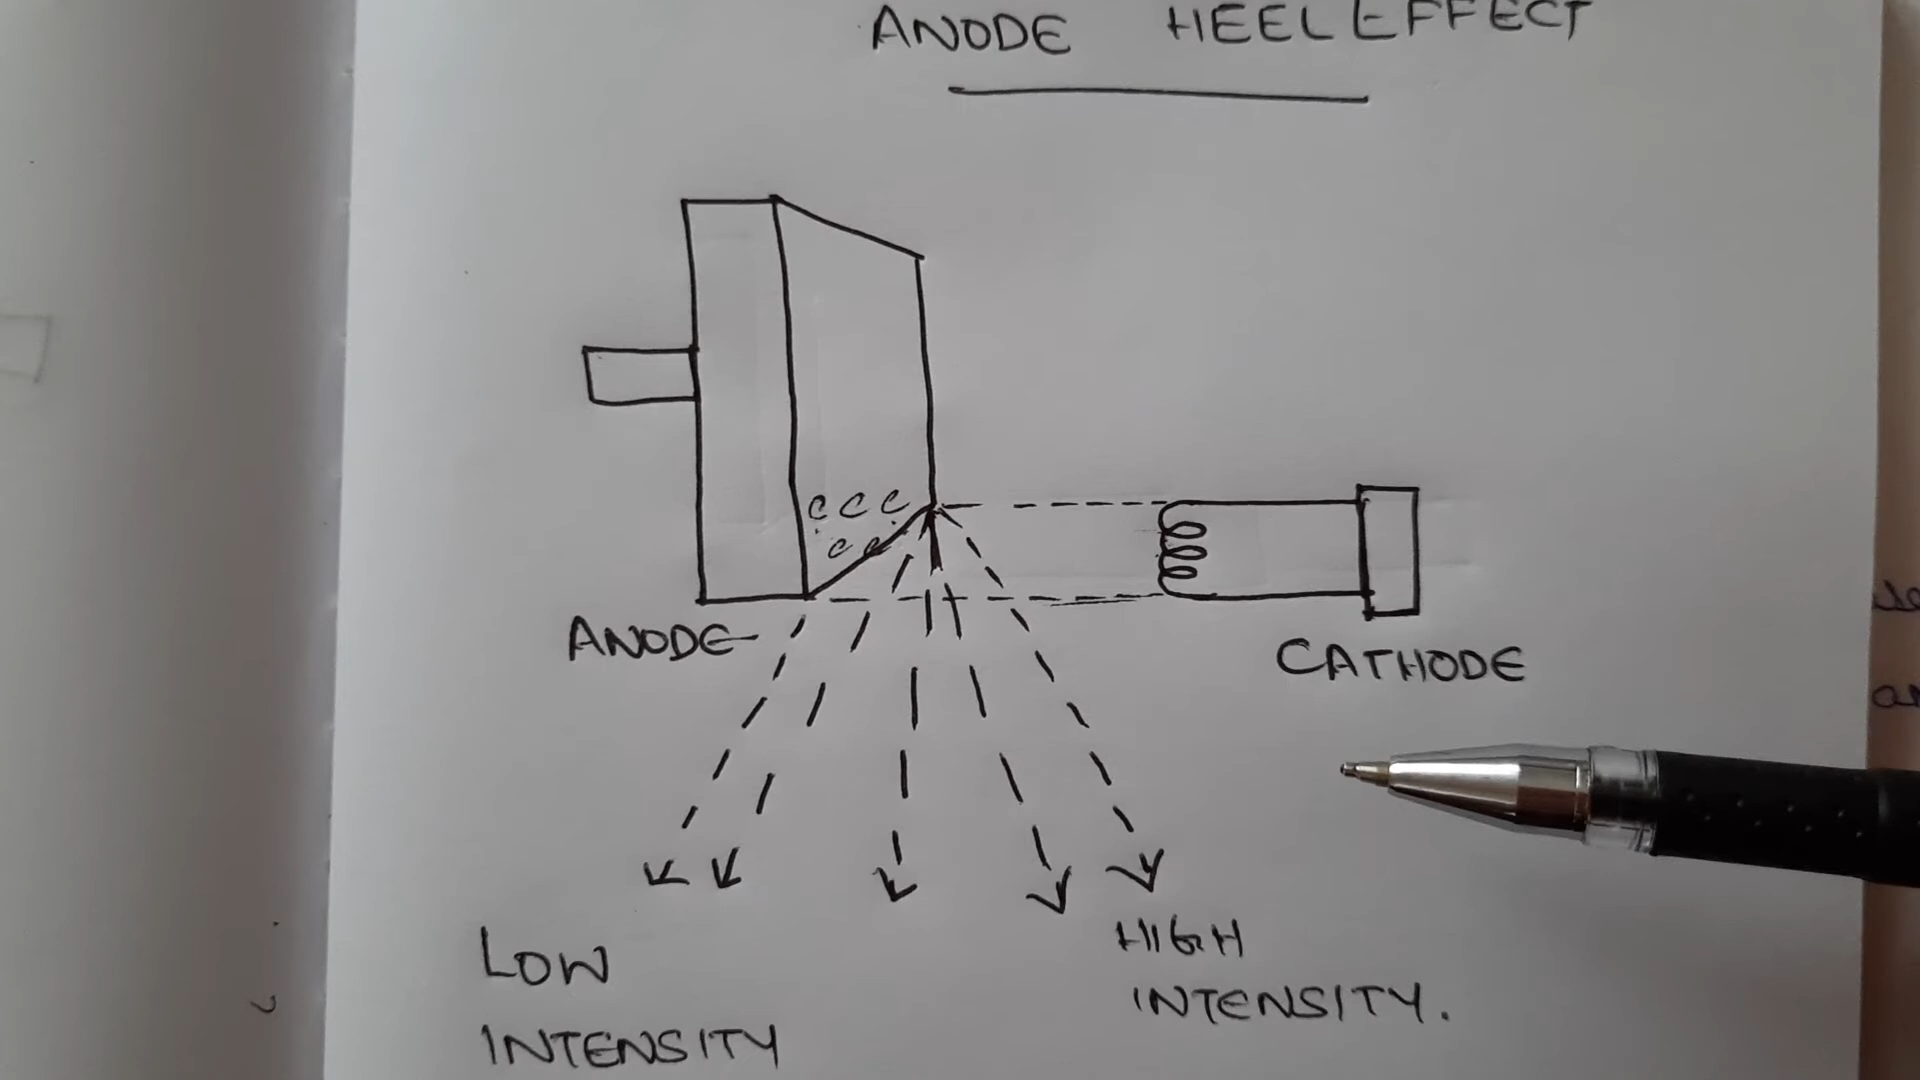 ANODE HEEL EFFECT
c c c
c c
ANODE
CATHODE
LOW
INTENSITY
HIGH
INTENSITY.